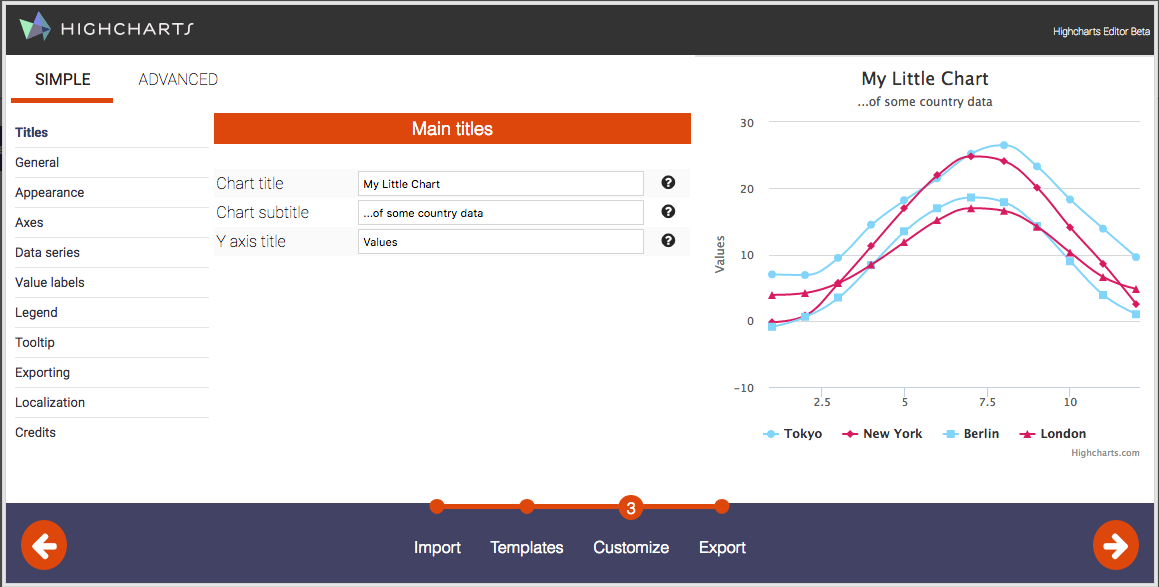 HIGHCHARTS
Highcharts Editor Beta
SIMPLE ADVANCED
Titles
General
Appearance
Axes
Data series
Value labels
Legend
Tooltip
Exporting
Localization
Credits
Main titles
Chart title My Little Chart ?
Chart subtitle ...of some country data ?
Y axis title Values ?
My Little Chart
...of some country data
Values
30
20
10
0
−10
2.5 5 7.5 10
Tokyo New York Berlin London
Highcharts.com
3
Import Templates Customize Export